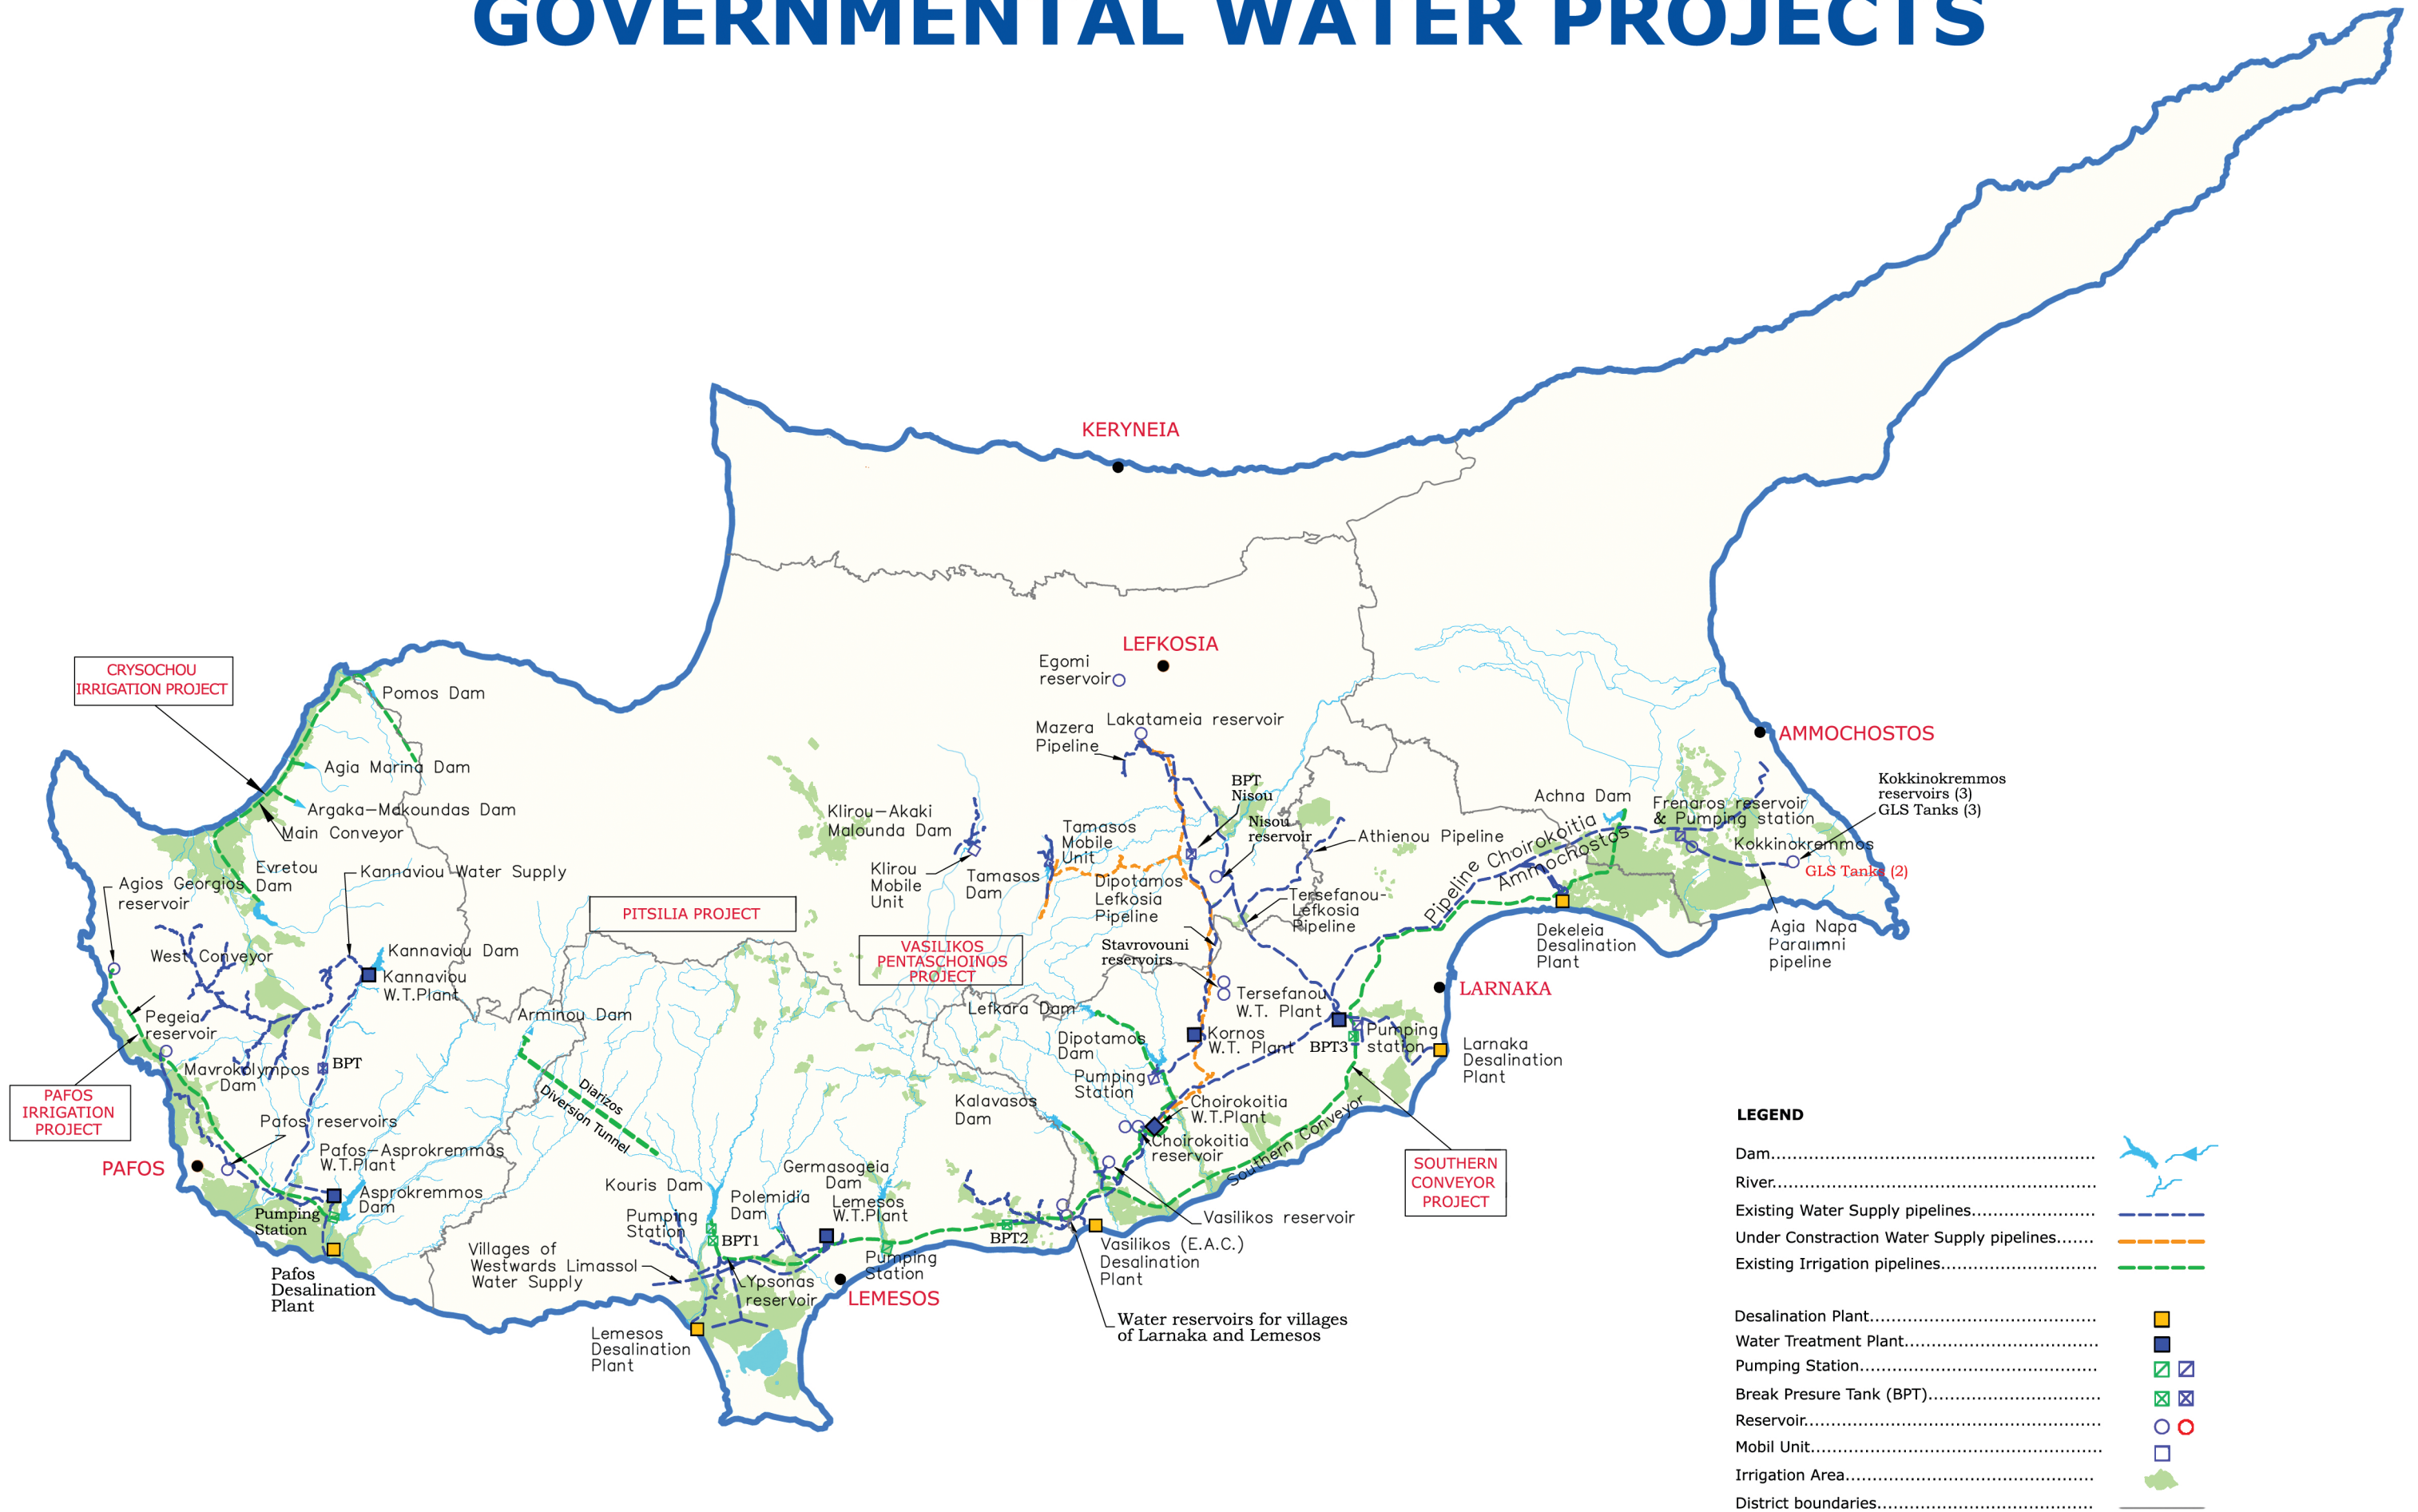 GOVERNMENTAL WATER PROJECTS
KERYNEIA
LEFKOSIA
Egomi
reservoir
Lakatameia reservoir
Mazera
Pipeline
AMMOCHOSTOS
CRYSOCHOU
IRRIGATION PROJECT
Pomos Dam
Agia Marina Dam
Argaka-Makoundas Dam
Main Conveyor
Evretou
Dam
Kannaviou Water Supply
Agios Georgios
reservoir
West Conveyor
Kannaviou Dam
Kannaviou
W.T.Plant
Pegeia
reservoir
Mavrokolympos
Dam
BPT
PAFOS
IRRIGATION
PROJECT
Pafos reservoirs
Pafos-Asprokremmos
W.T.Plant
PAFOS
Asprokremmos
Dam
Pumping
Station
Pafos
Desalination
Plant
Arminou Dam
Diarizos
Diversion Tunnel
PITSILIA PROJECT
Klirou-Akaki
Malounda Dam
Klirou
Mobile
Unit
Tamasos
Mobile
Unit
Tamasos
Dam
BPT
Nisou
Nisou
reservoir
Athienou Pipeline
Dipotamos
Lefkosia
Pipeline
Tersefanou-
Lefkosia
Pipeline
Stavrovouni
reservoirs
VASILIKOS
PENTASCHOINOS
PROJECT
Lefkara Dam
Dipotamos
Dam
Pumping
Station
Tersefanou
W.T. Plant
Kornos
W.T. Plant
BPT3
Pumping
station
LARNAKA
Larnaka
Desalination
Plant
Pipeline Choirokoitia
Ammochostos
Achna Dam
Frenaros reservoir
& Pumping station
Kokkinokremmos
Kokkinokremmos
reservoirs (3)
GLS Tanks (3)
GLS Tanks (2)
Dekeleia
Desalination
Plant
Agia Napa
Paralimni
pipeline
Kalavasos
Dam
Choirokoitia
W.T.Plant
Choirokoitia
reservoir
Southern Conveyor
SOUTHERN
CONVEYOR
PROJECT
Vasilikos reservoir
Vasilikos (E.A.C.)
Desalination
Plant
Water reservoirs for villages
of Larnaka and Lemesos
Kouris Dam
Pumping
Station
Polemidia
Dam
BPT1
Germasogeia
Dam
Lemesos
W.T.Plant
BPT2
Pumping
Station
Villages of
Westwards Limassol
Water Supply
Ypsonas
reservoir
LEMESOS
Lemesos
Desalination
Plant
LEGEND
Dam
River
Existing Water Supply pipelines
Under Constraction Water Supply pipelines
Existing Irrigation pipelines
Desalination Plant
Water Treatment Plant
Pumping Station
Break Presure Tank (BPT)
Reservoir
Mobil Unit
Irrigation Area
District boundaries